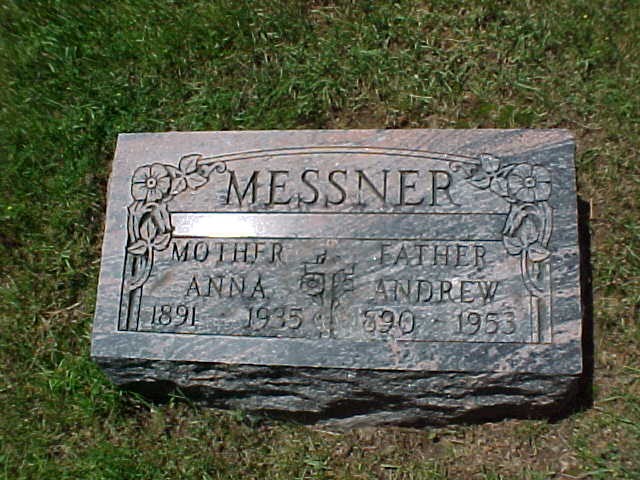 MESSNER
MOTHER FATHER
ANNA ANDREW
1891 1935 1890 1953